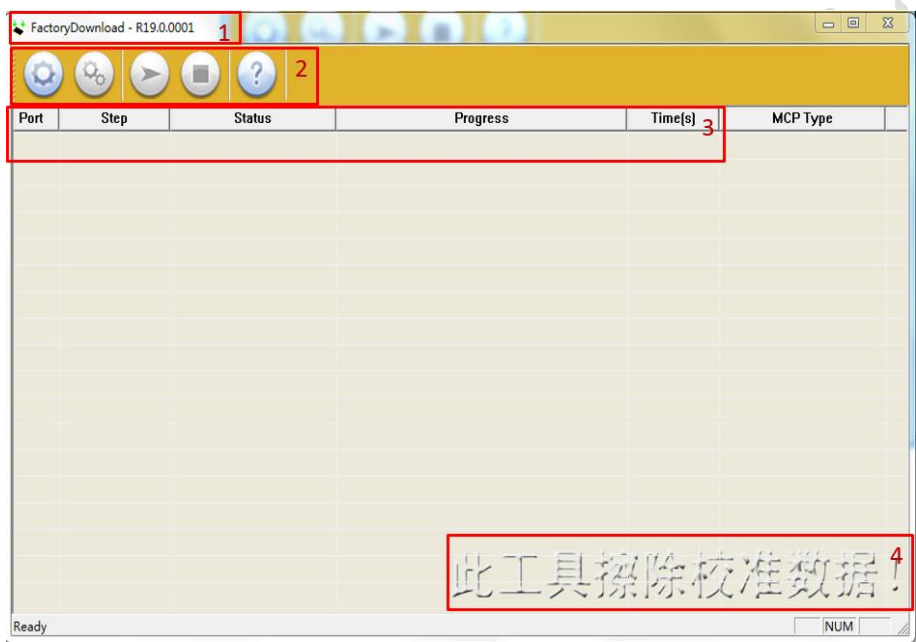 FactoryDownload - R19.0.0001 1
? 2
Port Step Status Progress Time(s) 3 MCP Type
此工具擦除校准数据！ 4
Ready NUM